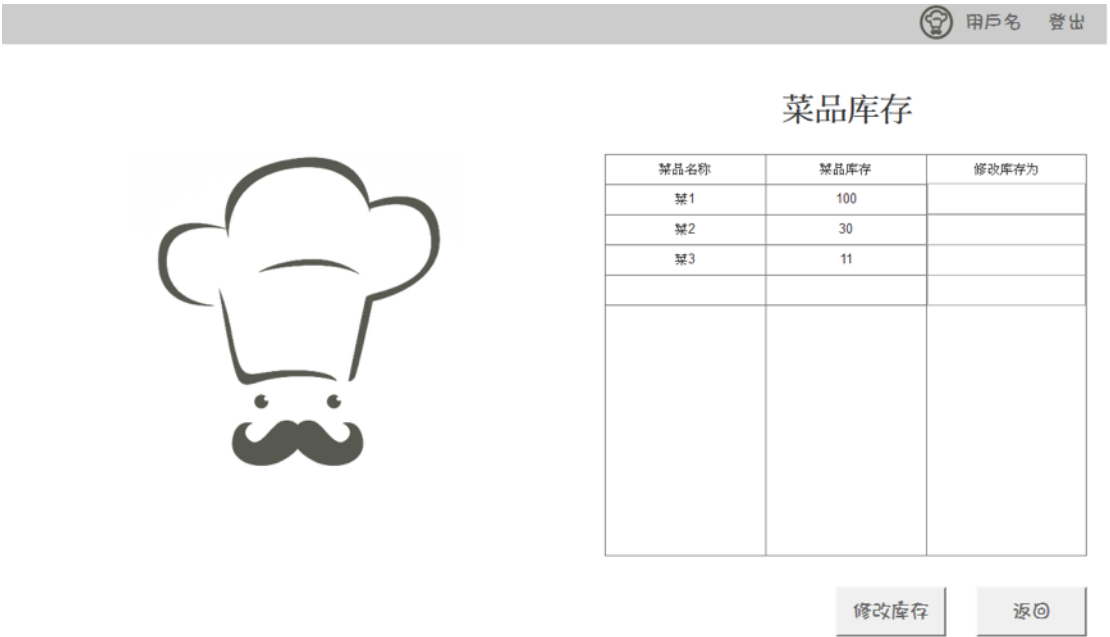 用戶名 登出
菜品库存
菜品名称 菜品库存 修改库存为
菜1 100
菜2 30
菜3 11
修改库存 返回